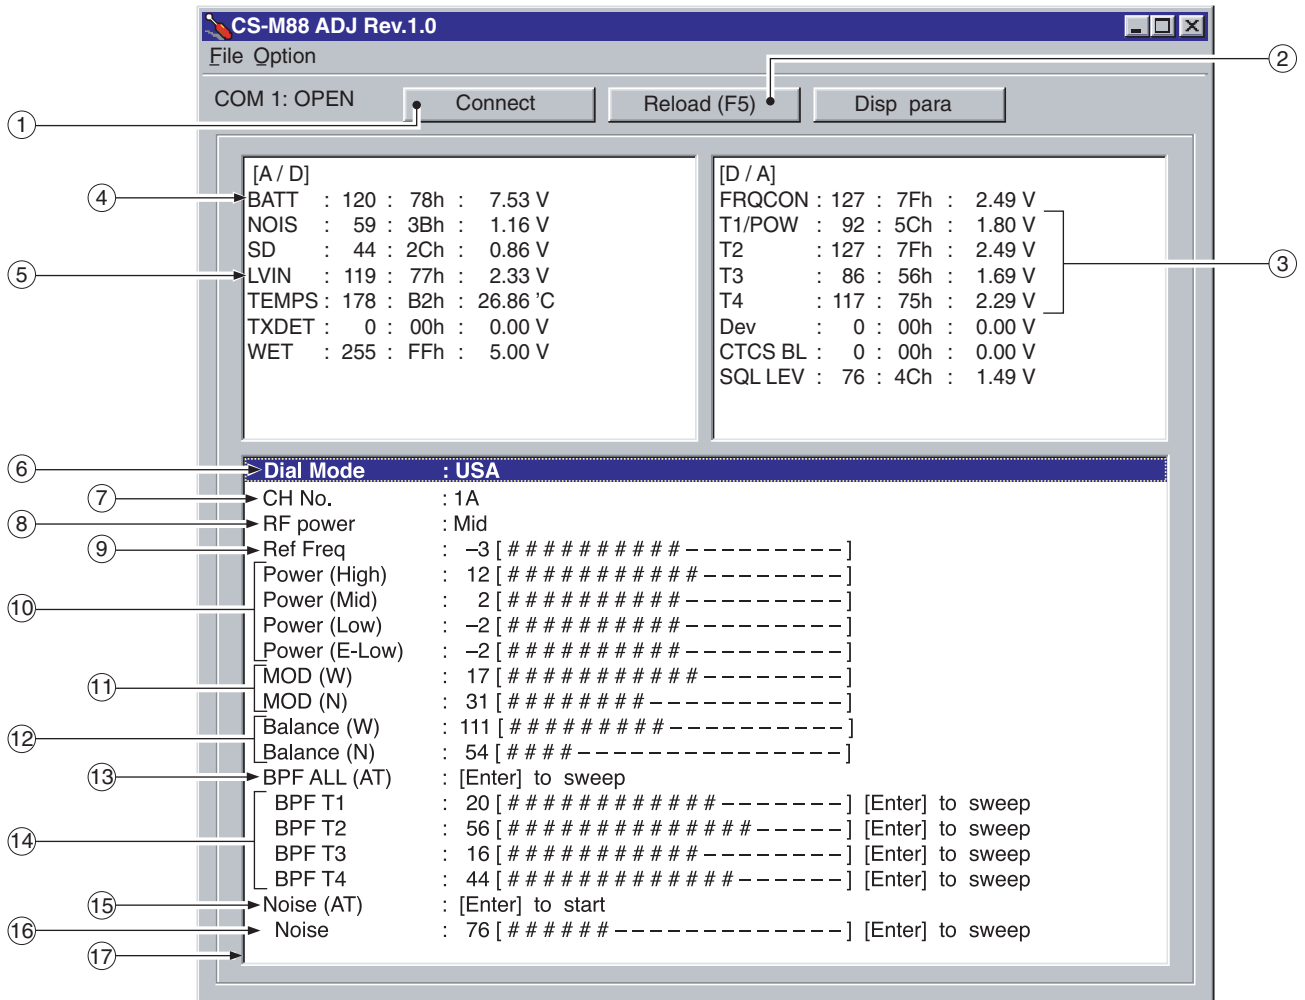 CS-M88 ADJ Rev.1.0
File Option
COM 1: OPEN Connect Reload (F5) Disp para
1
2
3
4
5
6
7
8
9
10
11
12
13
14
15
16
17
[A / D]
BATT : 120 : 78h : 7.53 V
NOIS : 59 : 3Bh : 1.16 V
SD : 44 : 2Ch : 0.86 V
LVIN : 119 : 77h : 2.33 V
TEMPS : 178 : B2h : 26.86 'C
TXDET : 0 : 00h : 0.00 V
WET : 255 : FFh : 5.00 V
[D / A]
FRQCON : 127 : 7Fh : 2.49 V
T1/POW : 92 : 5Ch : 1.80 V
T2 : 127 : 7Fh : 2.49 V
T3 : 86 : 56h : 1.69 V
T4 : 117 : 75h : 2.29 V
Dev : 0 : 00h : 0.00 V
CTCS BL : 0 : 00h : 0.00 V
SQL LEV : 76 : 4Ch : 1.49 V
Dial Mode : USA
CH No. : 1A
RF power : Mid
Ref Freq : –3 [ # # # # # # # # # # – – – – – – – – – ]
Power (High) : 12 [ # # # # # # # # # # # – – – – – – – – ]
Power (Mid) : 2 [ # # # # # # # # # # – – – – – – – – – ]
Power (Low) : –2 [ # # # # # # # # # # – – – – – – – – – ]
Power (E-Low) : –2 [ # # # # # # # # # # – – – – – – – – – ]
MOD (W) : 17 [ # # # # # # # # # # # – – – – – – – – ]
MOD (N) : 31 [ # # # # # # # # – – – – – – – – – – – ]
Balance (W) : 111 [ # # # # # # # # # – – – – – – – – – – ]
Balance (N) : 54 [ # # # # – – – – – – – – – – – – – – – ]
BPF ALL (AT) : [Enter] to sweep
BPF T1 : 20 [ # # # # # # # # # # # # – – – – – – – ] [Enter] to sweep
BPF T2 : 56 [ # # # # # # # # # # # # # # – – – – – ] [Enter] to sweep
BPF T3 : 16 [ # # # # # # # # # # # – – – – – – – – ] [Enter] to sweep
BPF T4 : 44 [ # # # # # # # # # # # # # – – – – – – ] [Enter] to sweep
Noise (AT) : [Enter] to start
Noise : 76 [ # # # # # # – – – – – – – – – – – – – ] [Enter] to sweep